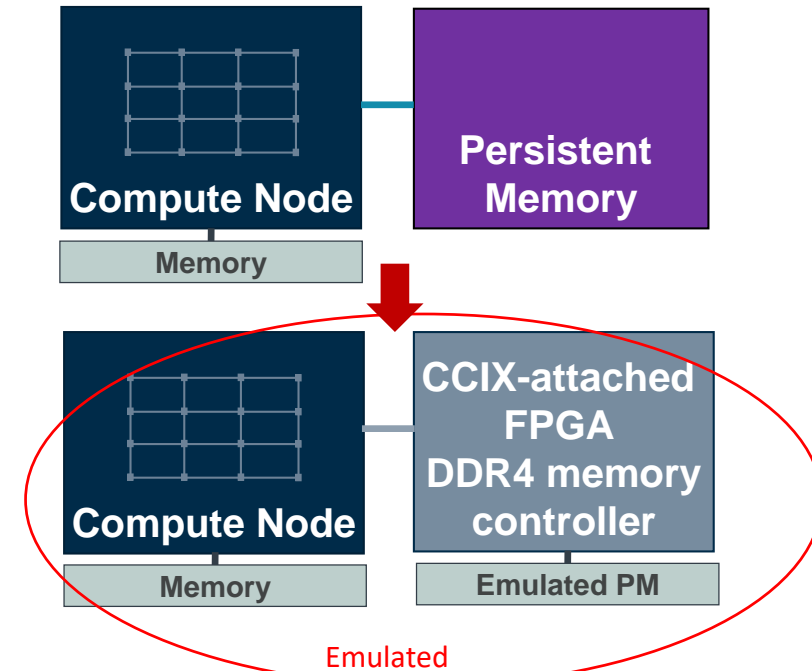 Compute Node
Persistent
Memory
Memory
Compute Node
CCIX-attached
FPGA
DDR4 memory
controller
Memory
Emulated PM
Emulated